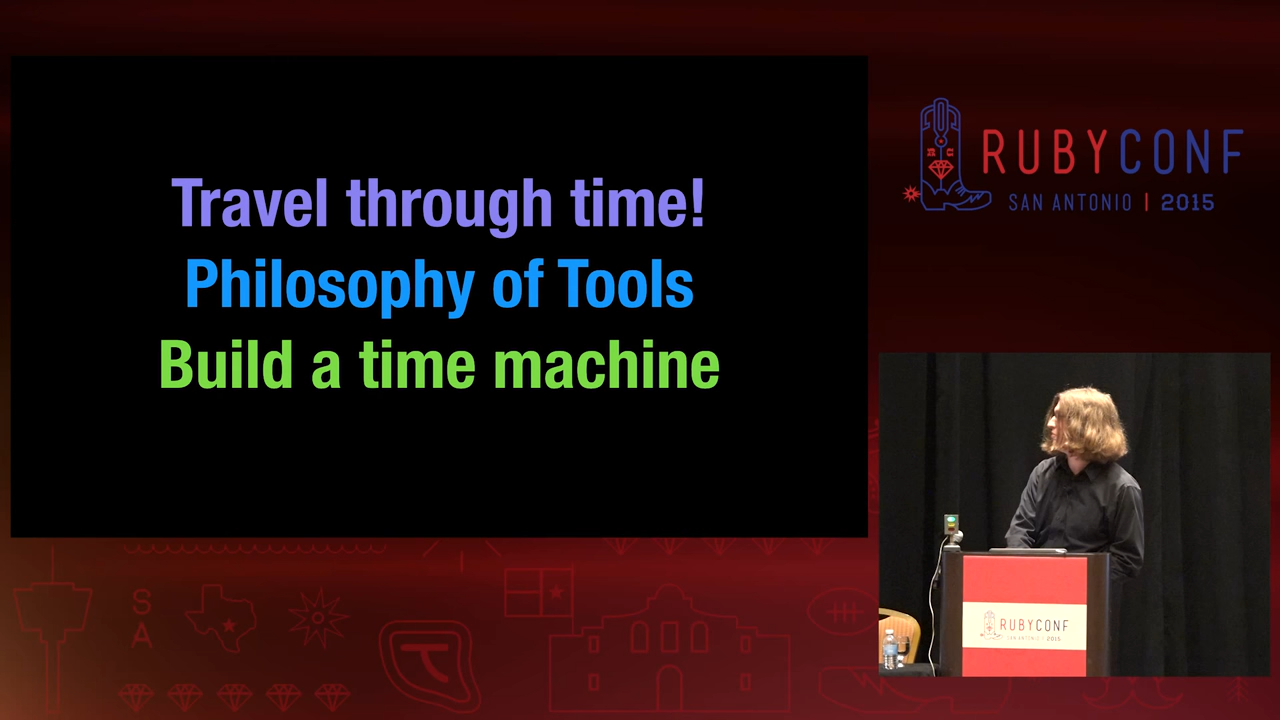 Travel through time!
Philosophy of Tools
Build a time machine
RUBYCONF
SAN ANTONIO | 2015
S
A
RUBYCONF
SAN ANTONIO | 2015